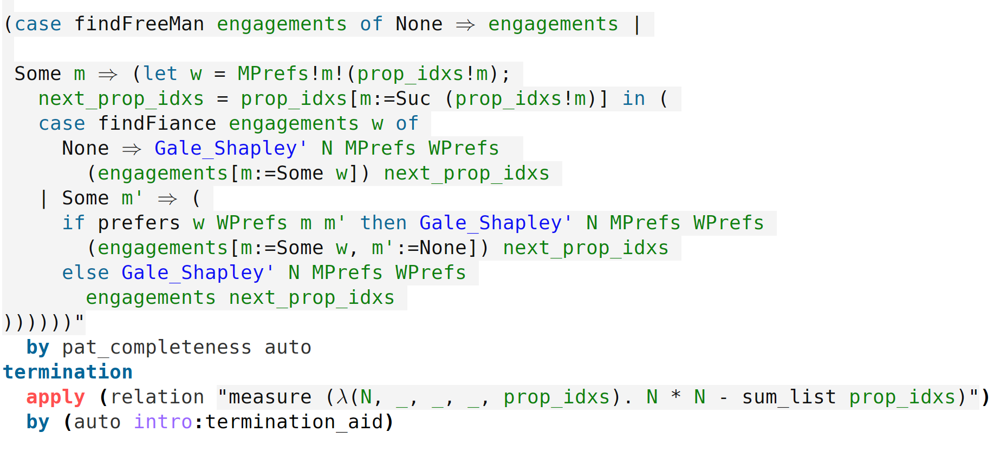 (case findFreeMan engagements of None ⇒ engagements |
 Some m ⇒ (let w = MPrefs!m!(prop_idxs!m);
   next_prop_idxs = prop_idxs[m:=Suc (prop_idxs!m)] in (
   case findFiance engagements w of
     None ⇒ Gale_Shapley' N MPrefs WPrefs
       (engagements[m:=Some w]) next_prop_idxs
   | Some m' ⇒ (
     if prefers w WPrefs m m' then Gale_Shapley' N MPrefs WPrefs
       (engagements[m:=Some w, m':=None]) next_prop_idxs
     else Gale_Shapley' N MPrefs WPrefs
       engagements next_prop_idxs
))))))"
  by pat_completeness auto
termination
  apply (relation "measure (λ(N, _, _, _, prop_idxs). N * N - sum_list prop_idxs)")
  by (auto intro:termination_aid)